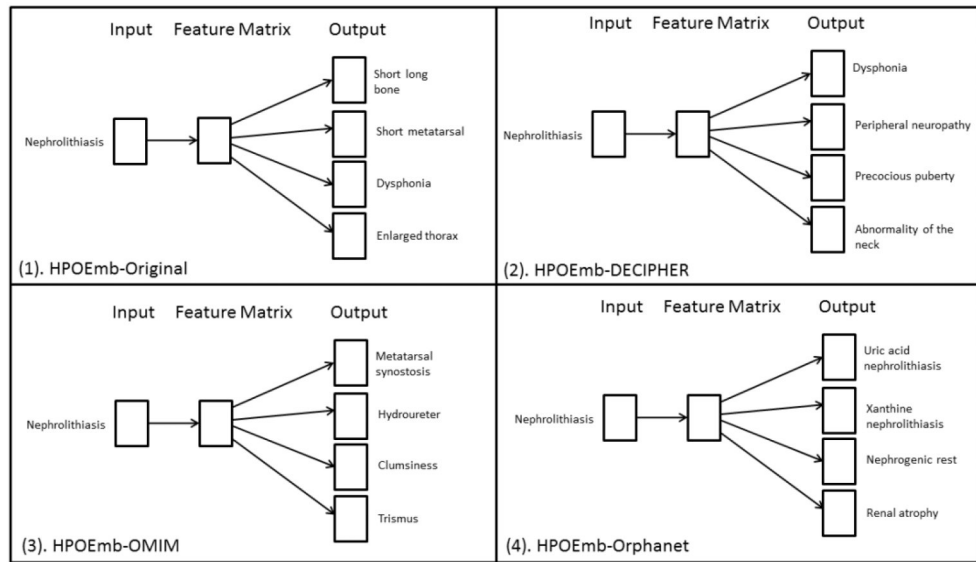 Input Feature Matrix Output
Nephrolithiasis
Short long
bone
Short metatarsal
Dysphonia
Enlarged thorax
(1). HPOEmb-Original
Input Feature Matrix Output
Nephrolithiasis
Dysphonia
Peripheral neuropathy
Precocious puberty
Abnormality of the
neck
(2). HPOEmb-DECIPHER
Input Feature Matrix Output
Nephrolithiasis
Metatarsal
synostosis
Hydroureter
Clumsiness
Trismus
(3). HPOEmb-OMIM
Input Feature Matrix Output
Nephrolithiasis
Uric acid
nephrolithiasis
Xanthine
nephrolithiasis
Nephrogenic rest
Renal atrophy
(4). HPOEmb-Orphanet